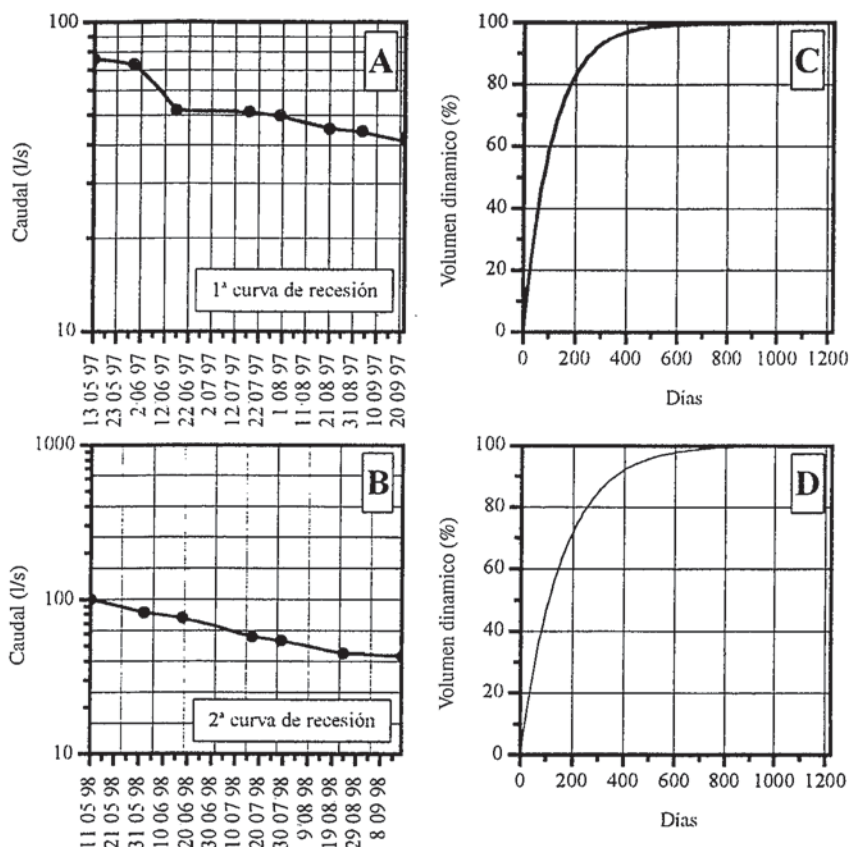 A
Caudal (l/s)
100
10
1ª curva de recesión
13 05 97
23 05 97
2 06 97
12 06 97
22 06 97
2 07 97
12 07 97
22 07 97
1 08 97
11 08 97
21 08 97
31 08 97
10 09 97
20 09 97
C
Volumen dinamico (%)
100
80
60
40
20
0
0 200 400 600 800 1000 1200
Días
B
Caudal (l/s)
1000
100
10
2ª curva de recesión
11 05 98
21 05 98
31 05 98
10 06 98
20 06 98
30 06 98
10 07 98
20 07 98
30 07 98
9 08 98
19 08 98
29 08 98
8 09 98
D
Volumen dinamico (%)
100
80
60
40
20
0
0 200 400 600 800 1000 1200
Días